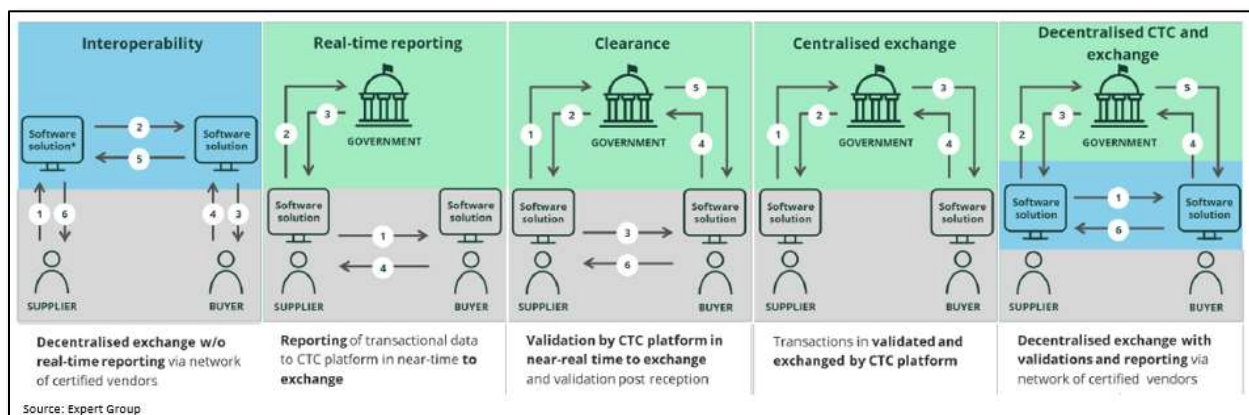 Interoperability
Software
solution*
Software
solution
2
5
1
6
4
3
SUPPLIER
BUYER
Decentralised exchange w/o
real-time reporting via network
of certified vendors
Real-time reporting
GOVERNMENT
2
3
Software
solution
Software
solution
1
4
SUPPLIER
BUYER
Reporting of transactional data
to CTC platform in near-time to
exchange
Clearance
GOVERNMENT
1
2
5
4
Software
solution
Software
solution
3
6
SUPPLIER
BUYER
Validation by CTC platform in
near-real time to exchange
and validation post reception
Centralised exchange
GOVERNMENT
1
2
3
4
Software
solution
Software
solution
SUPPLIER
BUYER
Transactions in validated and
exchanged by CTC platform
Decentralised CTC and
exchange
GOVERNMENT
2
3
5
4
Software
solution
Software
solution
1
6
SUPPLIER
BUYER
Decentralised exchange with
validations and reporting via
network of certified vendors
Source: Expert Group